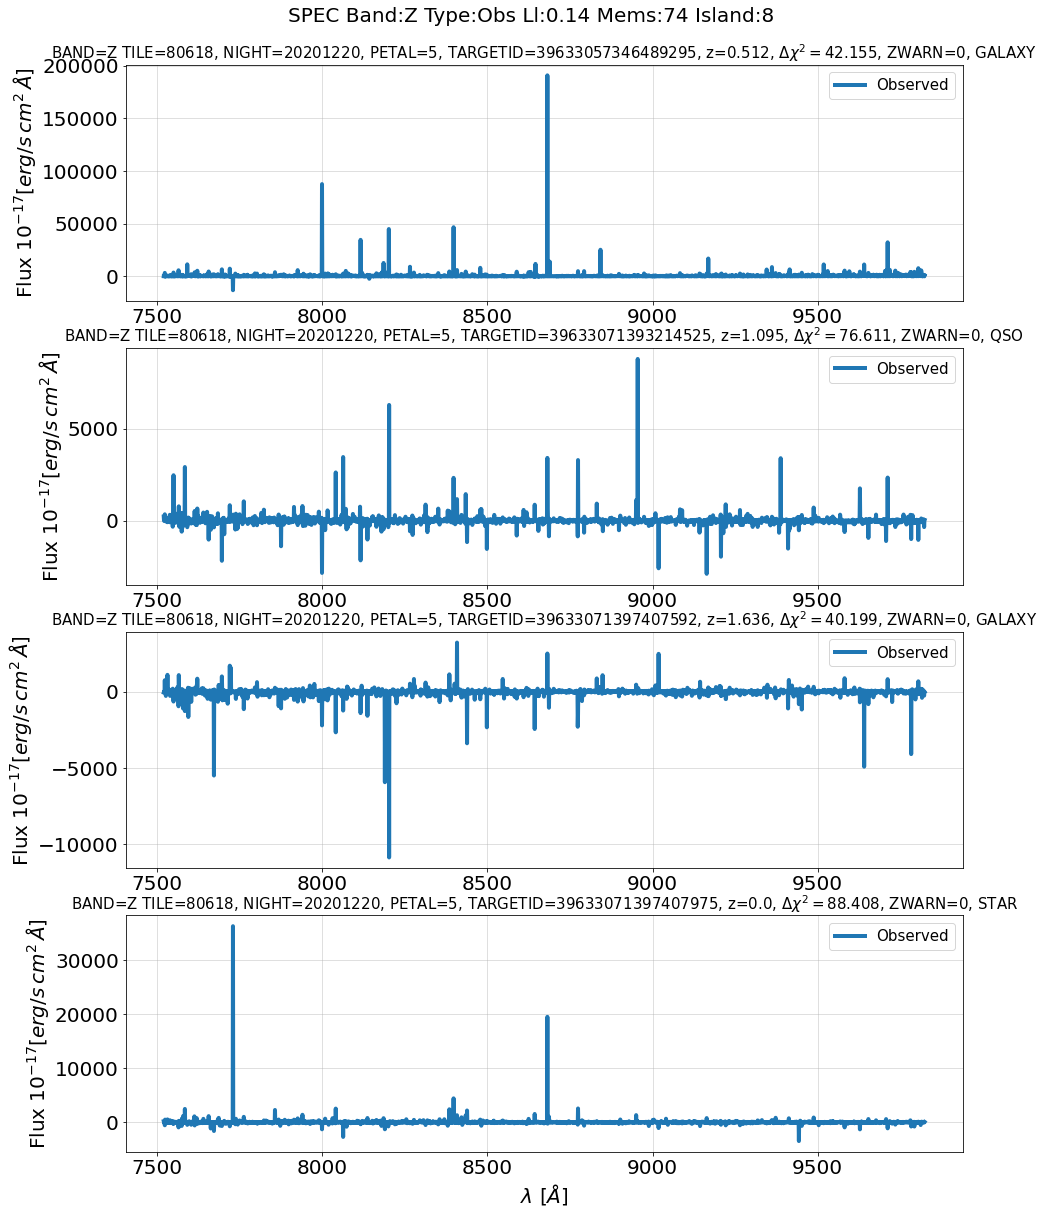 SPEC Band:Z Type:Obs Ll:0.14 Mems:74 Island:8
BAND=Z TILE=80618, NIGHT=20201220, PETAL=5, TARGETID=39633057346489295, z=0.512, Δχ² = 42.155, ZWARN=0, GALAXY
Flux 10⁻¹⁷[erg/s cm² Å]
200000
150000
100000
50000
0
Observed
7500 8000 8500 9000 9500
BAND=Z TILE=80618, NIGHT=20201220, PETAL=5, TARGETID=39633071393214525, z=1.095, Δχ² = 76.611, ZWARN=0, QSO
Flux 10⁻¹⁷[erg/s cm² Å]
5000
0
Observed
7500 8000 8500 9000 9500
BAND=Z TILE=80618, NIGHT=20201220, PETAL=5, TARGETID=39633071397407592, z=1.636, Δχ² = 40.199, ZWARN=0, GALAXY
Flux 10⁻¹⁷[erg/s cm² Å]
0
−5000
−10000
Observed
7500 8000 8500 9000 9500
BAND=Z TILE=80618, NIGHT=20201220, PETAL=5, TARGETID=39633071397407975, z=0.0, Δχ² = 88.408, ZWARN=0, STAR
Flux 10⁻¹⁷[erg/s cm² Å]
30000
20000
10000
0
Observed
7500 8000 8500 9000 9500
λ [Å]